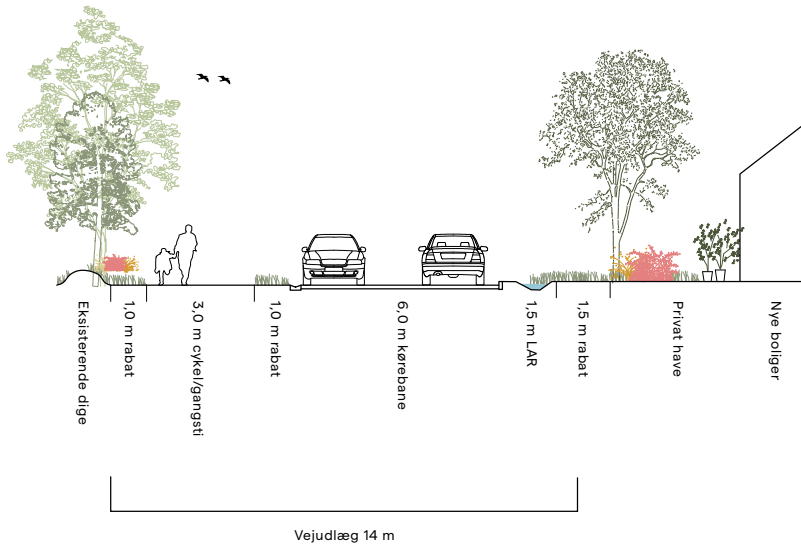 Eksisterende dige
1,0 m rabat
3,0 m cykel/gangsti
1,0 m rabat
6,0 m kørebane
1,5 m LAR
1,5 m rabat
Privat have
Nye boliger
Vejudlæg 14 m